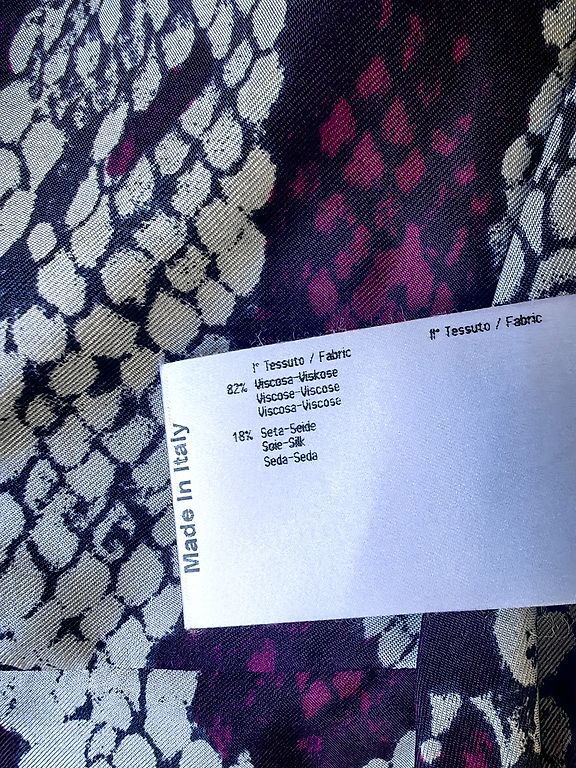 I° Tessuto / Fabric
82% Viscosa-Viskose
Viscose-Viscose
Viscosa-Viscose
18% Seta-Seide
Soie-Silk
Seda-Seda
II° Tessuto / Fabric
Made In Italy